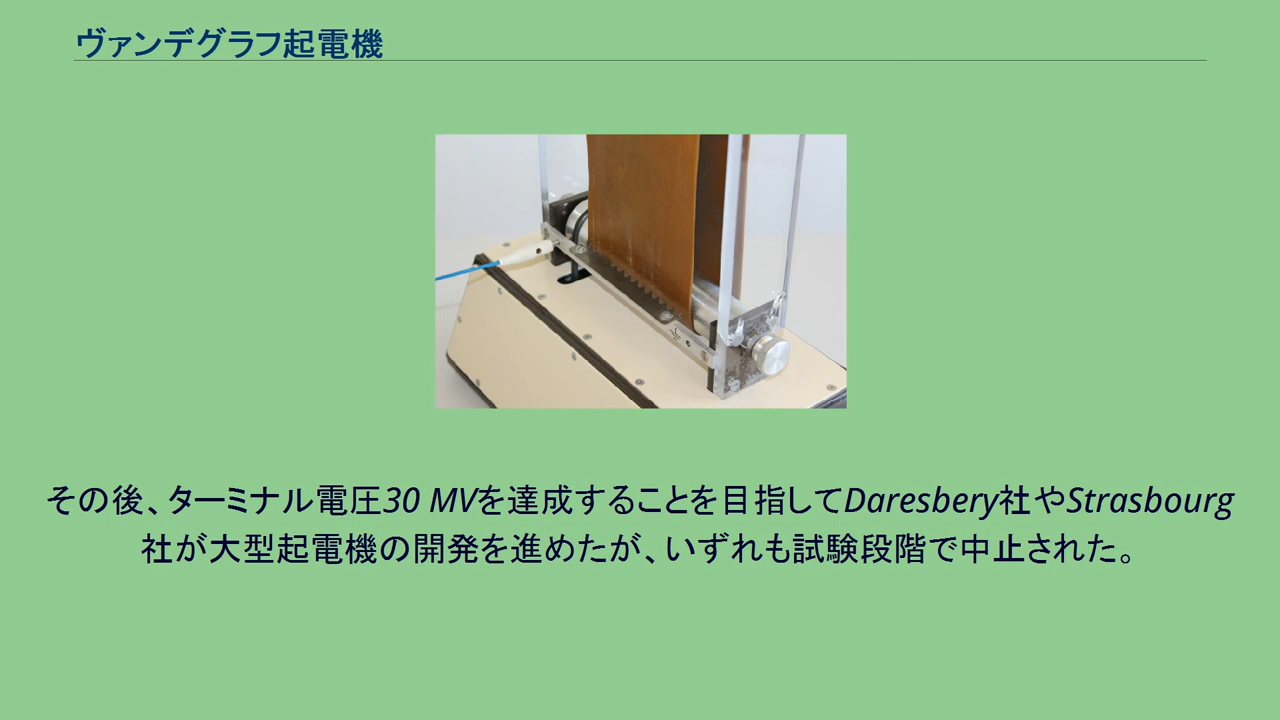 ヴァンデグラフ起電機
その後、ターミナル電圧30 MVを達成することを目指してDaresbery社やStrasbourg
社が大型起電機の開発を進めたが、いずれも試験段階で中止された。